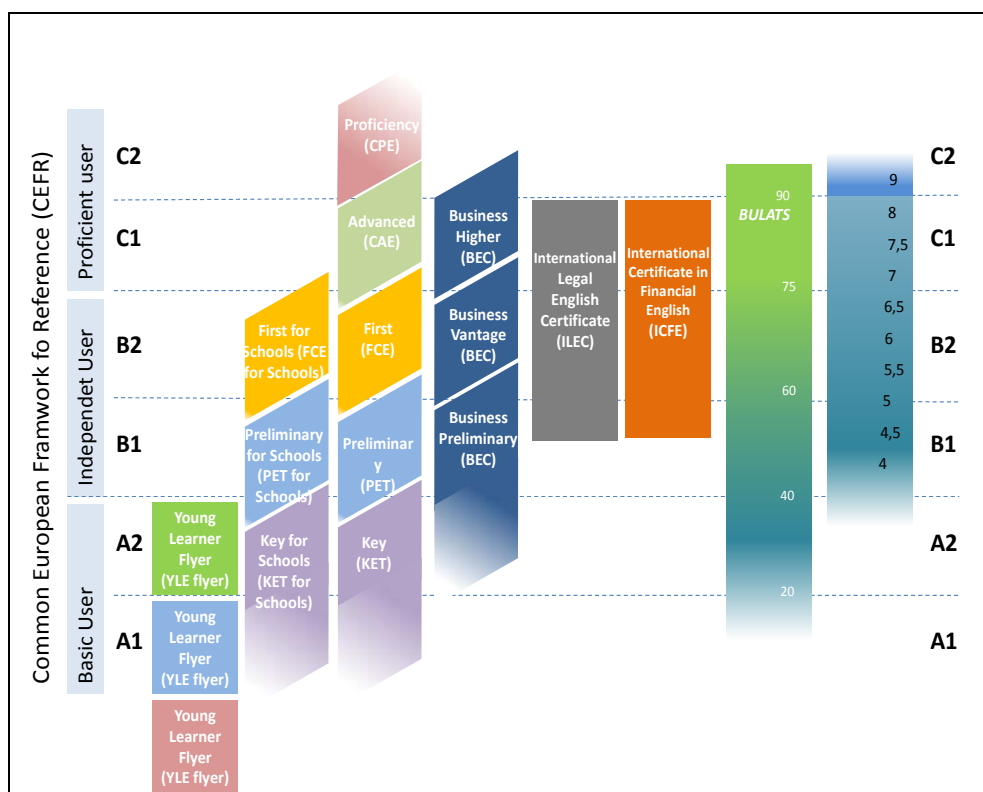 Common European Framwork fo Reference (CEFR)
Proficient user
Independet User
Basic User
C2
C1
B2
B1
A2
A1
Young
Learner
Flyer
(YLE flyer)
Young
Learner
Flyer
(YLE flyer)
Young
Learner
Flyer
(YLE flyer)
First for
Schools (FCE
for Schools)
Preliminary
for Schools
(PET for
Schools)
Key for
Schools
(KET for
Schools)
Proficiency
(CPE)
Advanced
(CAE)
First
(FCE)
Preliminar
y
(PET)
Key
(KET)
Business
Higher
(BEC)
Business
Vantage
(BEC)
Business
Preliminary
(BEC)
International
Legal
English
Certificate
(ILEC)
International
Certificate in
Financial
English
(ICFE)
90
BULATS
75
60
40
20
9
8
7,5
7
6,5
6
5,5
5
4,5
4
C2
C1
B2
B1
A2
A1